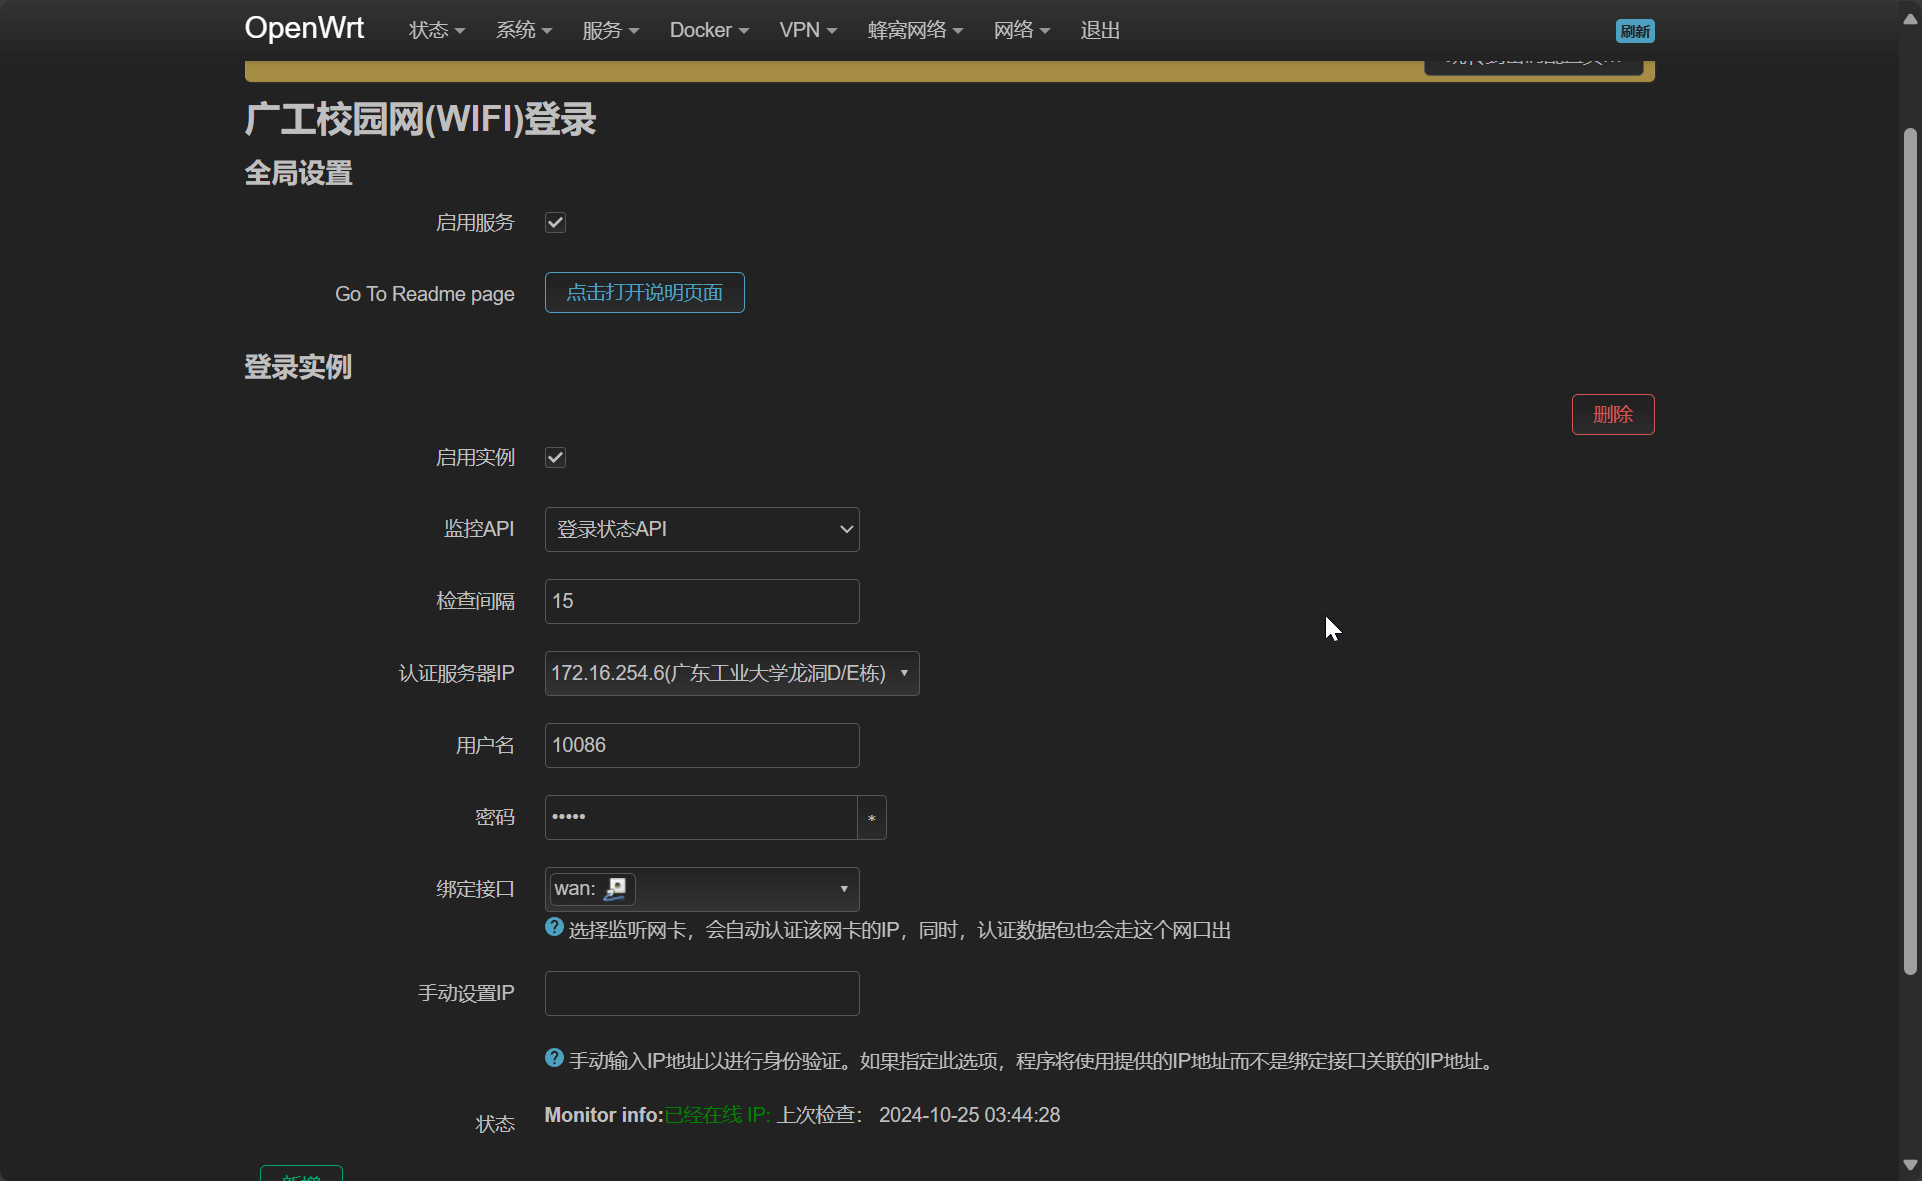 OpenWrt 状态 系统 服务 Docker VPN 蜂窝网络 网络 退出 刷新
广工校园网(WIFI)登录
全局设置
启用服务
Go To Readme page 点击打开说明页面
登录实例
删除
启用实例
监控API 登录状态API
检查间隔 15
认证服务器IP 172.16.254.6(广东工业大学龙洞D/E栋)
用户名 10086
密码 ••••• *
绑定接口 wan:
选择监听网卡，会自动认证该网卡的IP，同时，认证数据包也会走这个网口出
手动设置IP
手动输入IP地址以进行身份验证。如果指定此选项，程序将使用提供的IP地址而不是绑定接口关联的IP地址。
状态 Monitor info:已经在线 IP: 上次检查： 2024-10-25 03:44:28
新增